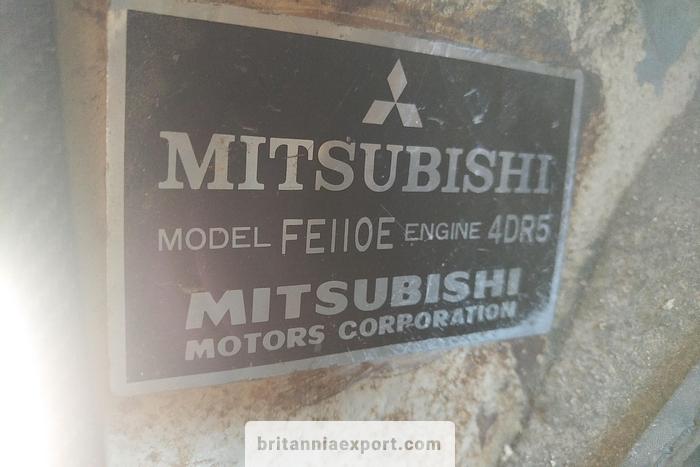 MITSUBISHI
MODEL FE110E ENGINE 4DR5
MITSUBISHI
MOTORS CORPORATION
britanniaexport.com